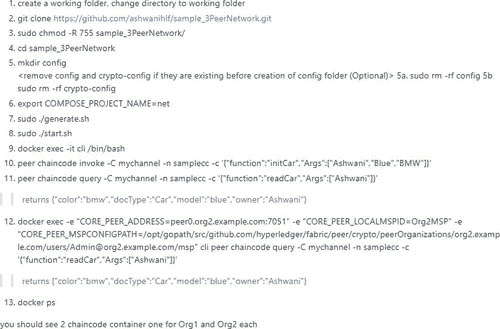 1. create a working folder, change directory to working folder
2. git clone https://github.com/ashwanihlf/sample_3PeerNetwork.git
3. sudo chmod -R 755 sample_3PeerNetwork/
4. cd sample_3PeerNetwork
5. mkdir config
<remove config and crypto-config if they are existing before creation of config folder (Optional)> 5a. sudo rm -rf config 5b
sudo rm -rf crypto-config
6. export COMPOSE_PROJECT_NAME=net
7. sudo ./generate.sh
8. sudo ./start.sh
9. docker exec -it cli /bin/bash
10. peer chaincode invoke -C mychannel -n samplecc -c '{"function":"initCar","Args":["Ashwani","Blue","BMW"]}'
11. peer chaincode query -C mychannel -n samplecc -c '{"function":"readCar","Args":["Ashwani"]}'
returns {"color":"bmw","docType":"Car","model":"blue","owner":"Ashwani"}
12. docker exec -e "CORE_PEER_ADDRESS=peer0.org2.example.com:7051" -e "CORE_PEER_LOCALMSPID=Org2MSP" -e
"CORE_PEER_MSPCONFIGPATH=/opt/gopath/src/github.com/hyperledger/fabric/peer/crypto/peerOrganizations/org2.examp
le.com/users/Admin@org2.example.com/msp" cli peer chaincode query -C mychannel -n samplecc -c
'{"function":"readCar","Args":["Ashwani"]}'
returns {"color":"bmw","docType":"Car","model":"blue","owner":"Ashwani"}
13. docker ps
you should see 2 chaincode container one for Org1 and Org2 each